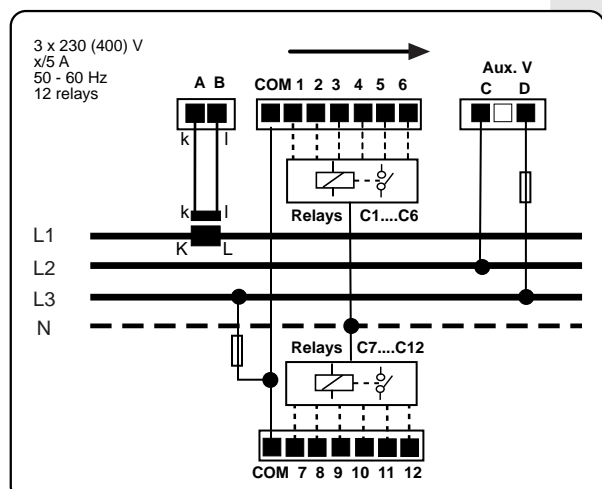 3 x 230 (400) V
x/5 A
50 - 60 Hz
12 relays
A B
COM 1 2 3 4 5 6
Aux. V
C D
k l
k l
Relays C1....C6
L1
K L
L2
L3
N
Relays C7....C12
COM 7 8 9 10 11 12